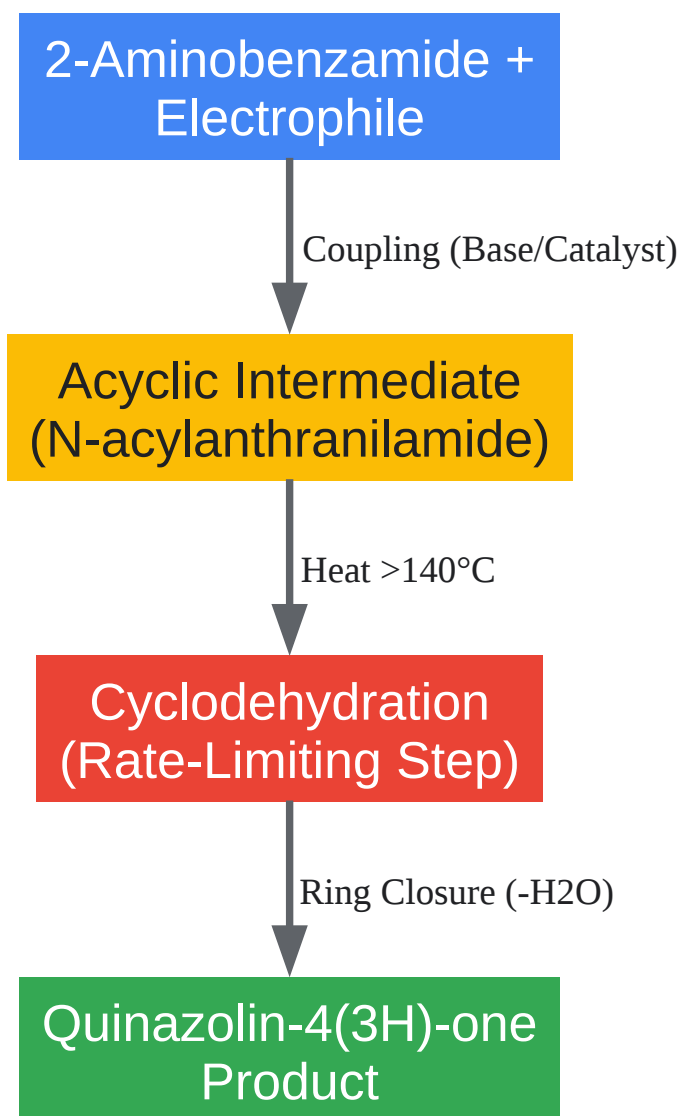 2-Aminobenzamide +
Electrophile
Coupling (Base/Catalyst)
Acyclic Intermediate
(N-acylanthranilamide)
Heat >140°C
Cyclodehydration
(Rate-Limiting Step)
Ring Closure (-H2O)
Quinazolin-4(3H)-one
Product